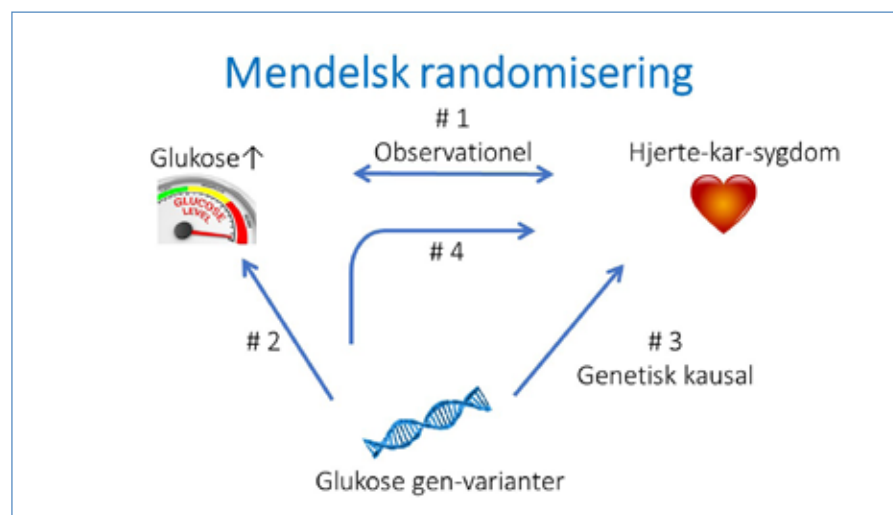 Mendelsk randomisering
# 1
Observationel
Glukose↑
Hjerte-kar-sygdom
GLUCOSE
LEVEL
# 4
# 2
# 3
Genetisk kausal
Glukose gen-varianter